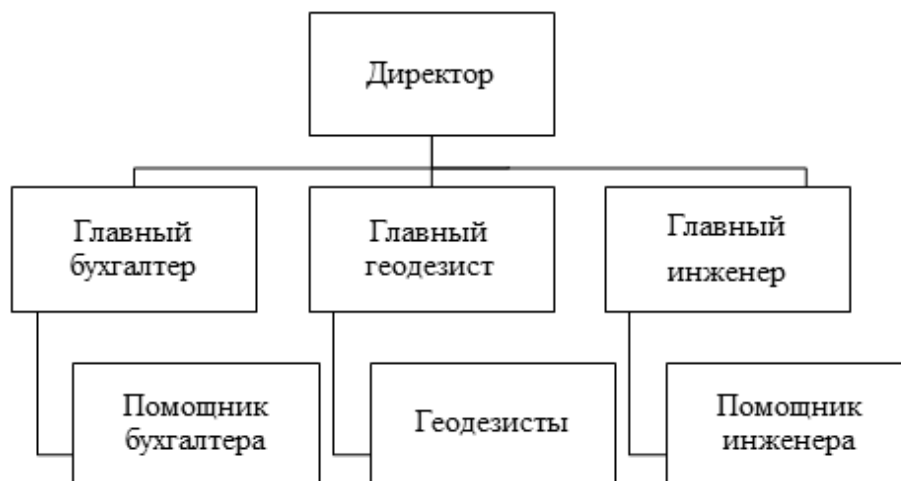 Директор
Главный
бухгалтер
Главный
геодезист
Главный
инженер
Помощник
бухгалтера
Геодезисты
Помощник
инженера